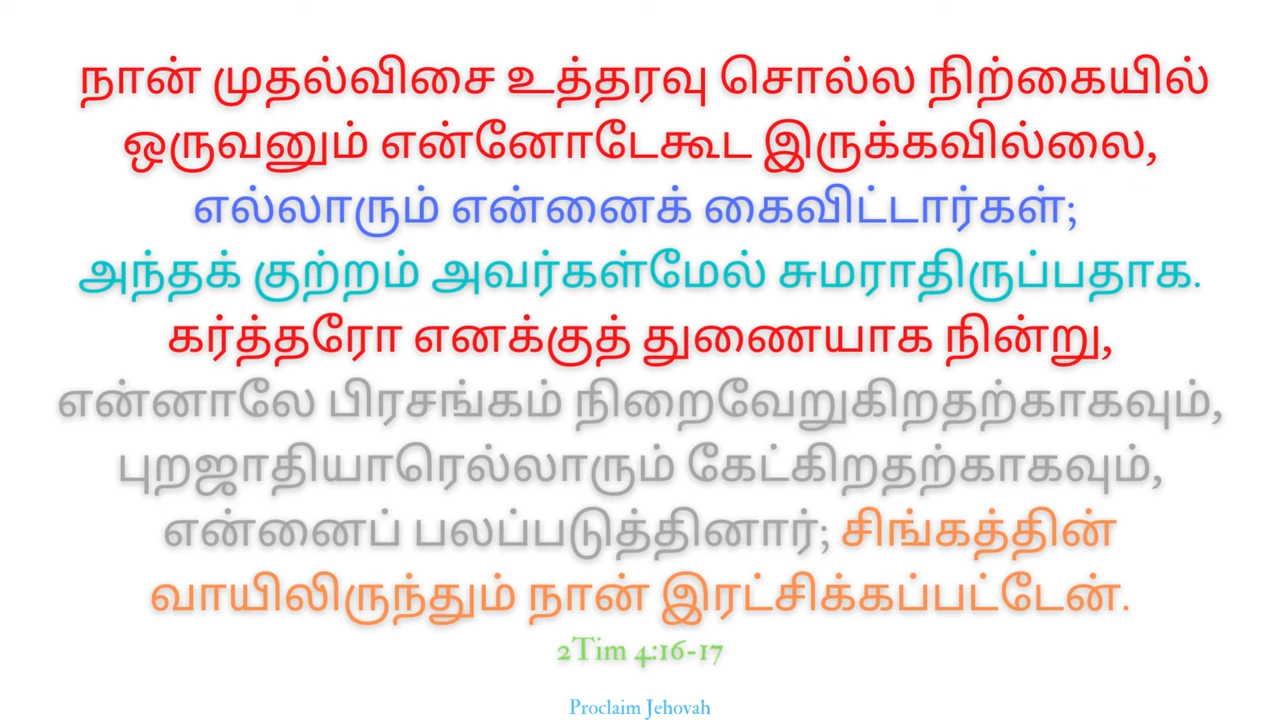 நான் முதல்விசை உத்தரவு சொல்ல நிற்கையில்
ஒருவனும் என்னோடேகூட இருக்கவில்லை,
எல்லாரும் என்னைக் கைவிட்டார்கள்;
அந்தக் குற்றம் அவர்கள்மேல் சுமராதிருப்பதாக.
கர்த்தரோ எனக்குத் துணையாக நின்று,
என்னாலே பிரசங்கம் நிறைவேறுகிறதற்காகவும்,
புறஜாதியாரெல்லாரும் கேட்கிறதற்காகவும்,
என்னைப் பலப்படுத்தினார்; சிங்கத்தின்
வாயிலிருந்தும் நான் இரட்சிக்கப்பட்டேன்.
2Tim 4:16-17
Proclaim Jehovah